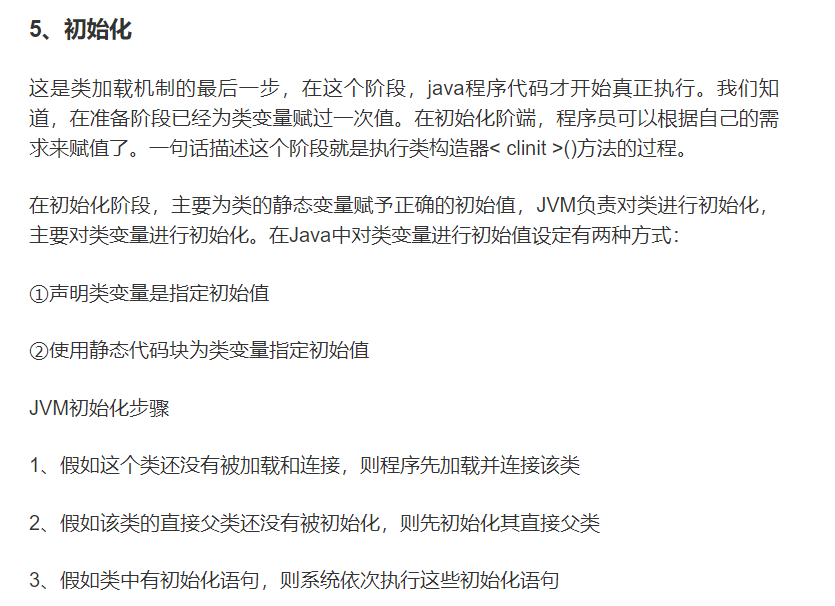 5、初始化
这是类加载机制的最后一步，在这个阶段，java程序代码才开始真正执行。我们知
道，在准备阶段已经为类变量赋过一次值。在初始化阶端，程序员可以根据自己的需
求来赋值了。一句话描述这个阶段就是执行类构造器< clinit >()方法的过程。
在初始化阶段，主要为类的静态变量赋予正确的初始值，JVM负责对类进行初始化，
主要对类变量进行初始化。在Java中对类变量进行初始值设定有两种方式：
①声明类变量是指定初始值
②使用静态代码块为类变量指定初始值
JVM初始化步骤
1、假如这个类还没有被加载和连接，则程序先加载并连接该类
2、假如该类的直接父类还没有被初始化，则先初始化其直接父类
3、假如类中有初始化语句，则系统依次执行这些初始化语句